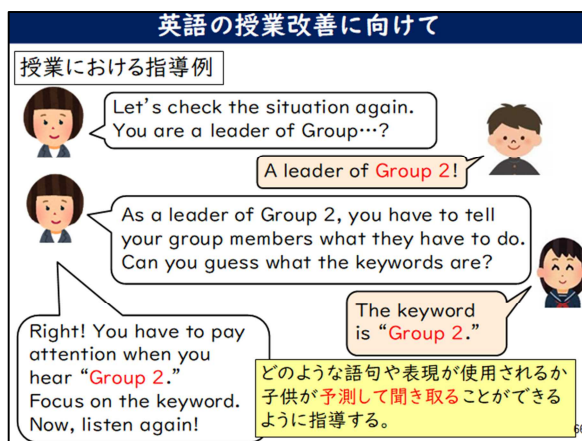 英語の授業改善に向けて
授業における指導例
Let's check the situation again.
You are a leader of Group…?
A leader of Group 2!
As a leader of Group 2, you have to tell
your group members what they have to do.
Can you guess what the keywords are?
The keyword
is “Group 2.”
Right! You have to pay
attention when you
hear “Group 2.”
Focus on the keyword.
Now, listen again!
どのような語句や表現が使用されるか
子供が予測して聞き取ることができる
ように指導する。